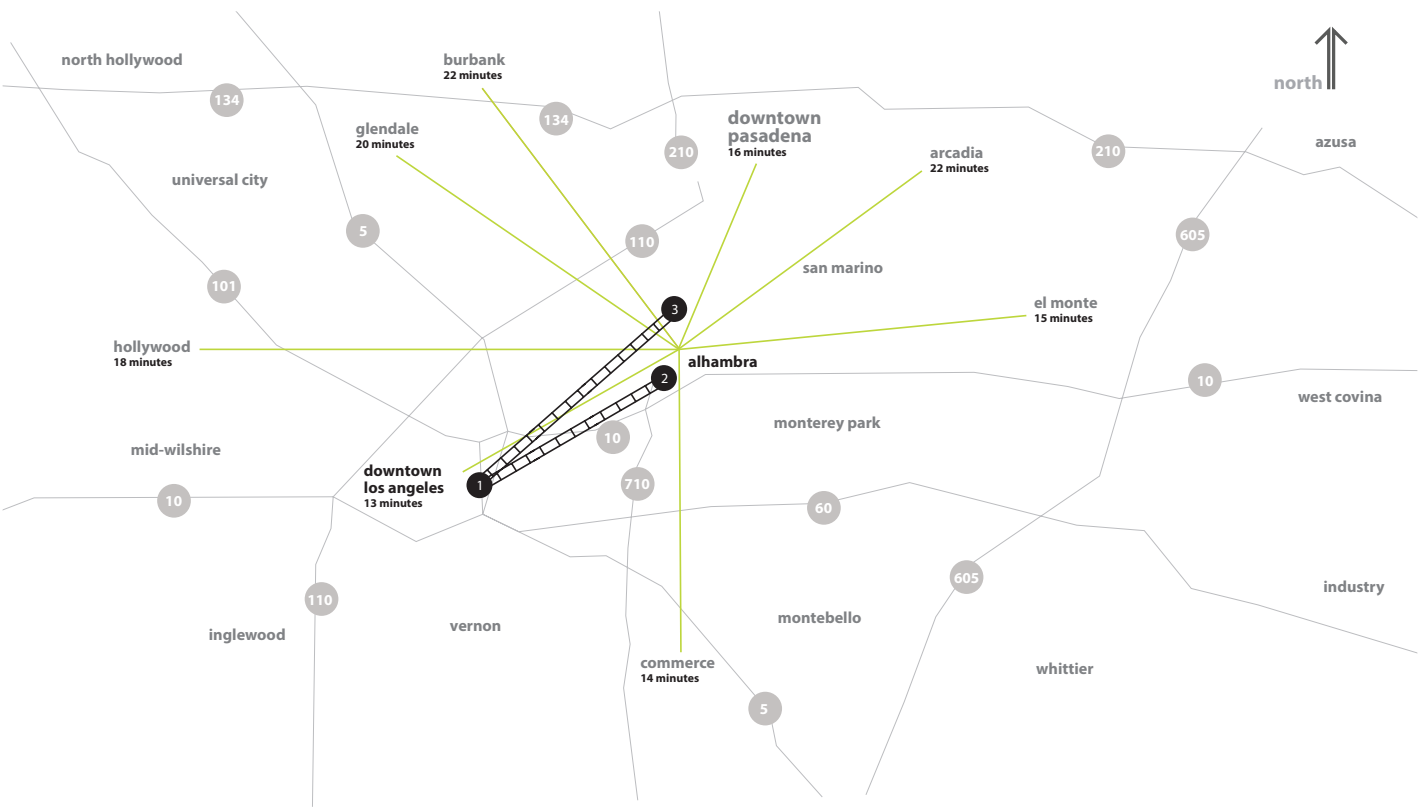 north hollywood
134
burbank
22 minutes
134
glendale
20 minutes
downtown
pasadena
16 minutes
210
arcadia
22 minutes
210
north
azusa
universal city
5
110
605
san marino
101
3
el monte
15 minutes
hollywood
18 minutes
alhambra
2
10
west covina
monterey park
10
mid-wilshire
downtown
los angeles
13 minutes
1
710
10
60
605
industry
110
inglewood
vernon
montebello
commerce
14 minutes
whittier
5